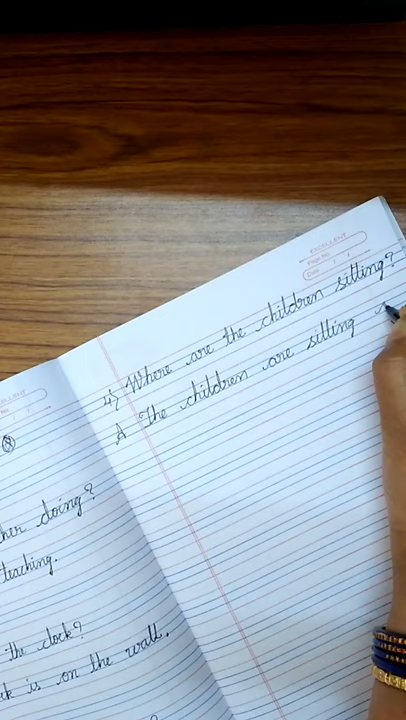 her doing?
teaching.
the clock?
k is on the wall.
EXCELLENT
Page No.
Date / /
4) Where are the children sitting?
A The children are sitting